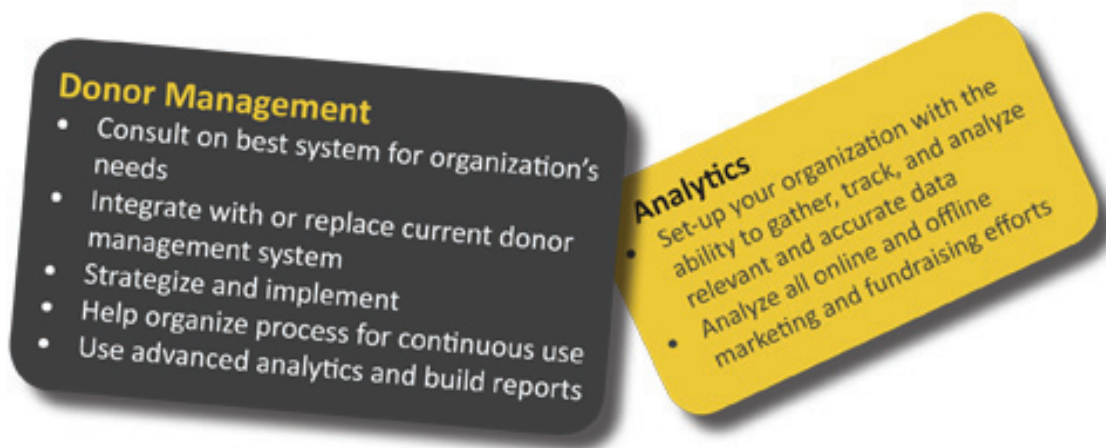 Donor Management
• Consult on best system for organization's
needs
• Integrate with or replace current donor
management system
• Strategize and implement
• Help organize process for continuous use
• Use advanced analytics and build reports
Analytics
• Set-up your organization with the
ability to gather, track, and analyze
relevant and accurate data
• Analyze all online and offline
marketing and fundraising efforts